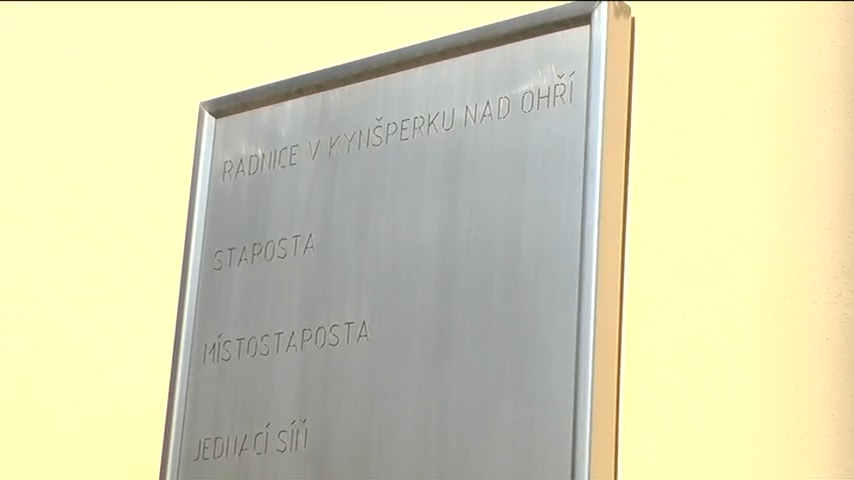 RADNICE V KYNŠPERKU NAD OHŘÍ
STAROSTA
MÍSTOSTAROSTA
JEDNACÍ SÍŇ